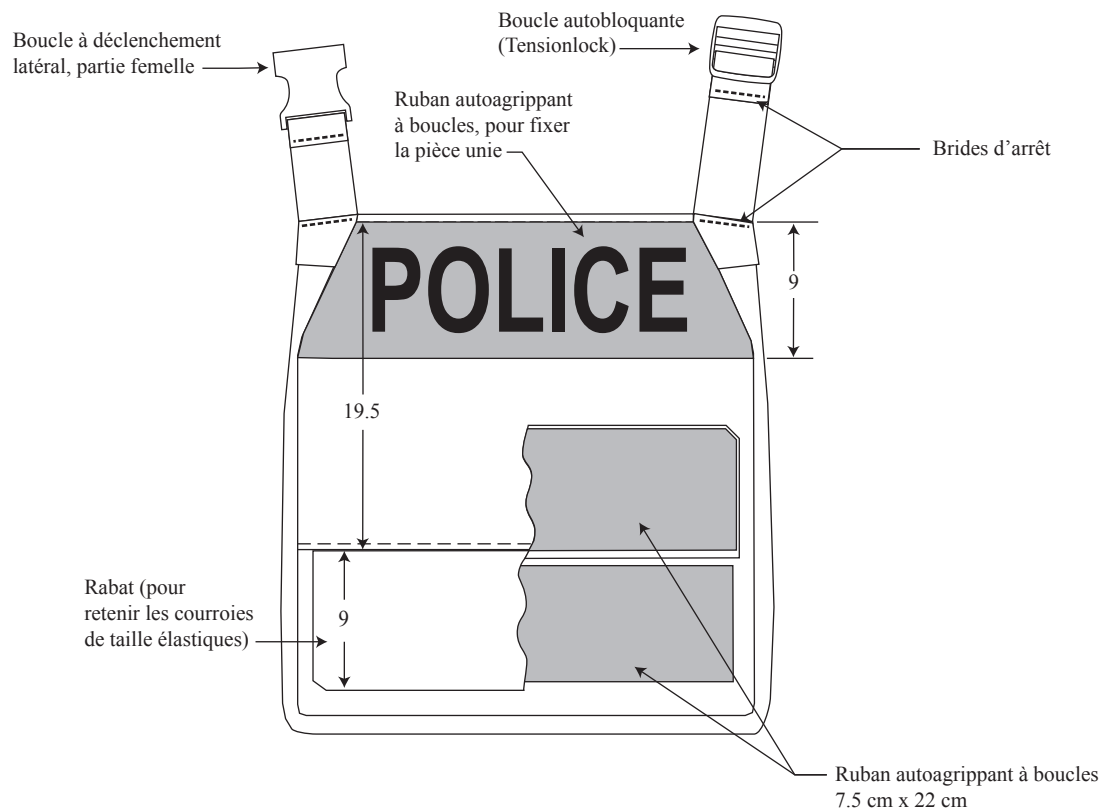 Boucle à déclenchement
latéral, partie femelle
Boucle autobloquante
(Tensionlock)
Ruban autoagrippant
à boucles, pour fixer
la pièce unie
Brides d’arrêt
POLICE
9
19.5
Rabat (pour
retenir les courroies
de taille élastiques)
9
Ruban autoagrippant à boucles
7.5 cm x 22 cm